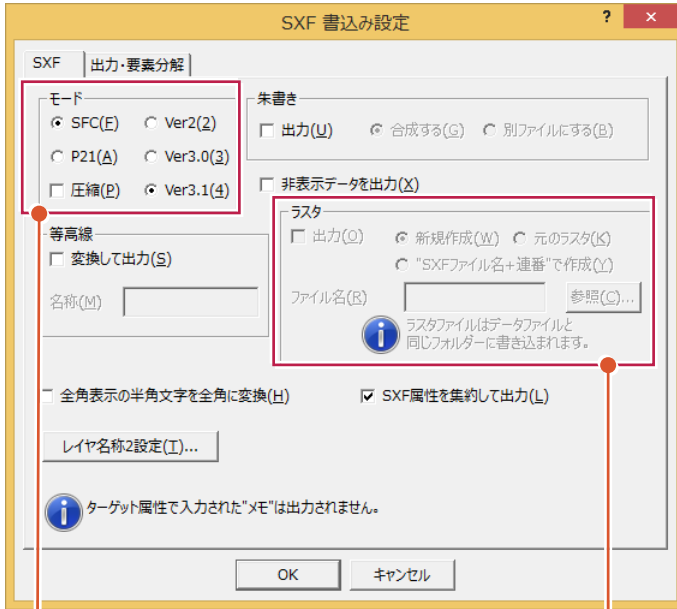 SXF 書込み設定
? ×
SXF 出力・要素分解
モード
SFC(F) Ver2(2)
P21(A) Ver3.0(3)
圧縮(P) Ver3.1(4)
朱書き
出力(U) 合成する(G) 別ファイルにする(B)
非表示データを出力(X)
等高線
変換して出力(S)
名称(M)
ラスタ
出力(O) 新規作成(W) 元のラスタ(K)
"SXFファイル名+連番"で作成(Y)
ファイル名(R) 参照(C)...
ラスタファイルはデータファイルと
同じフォルダーに書き込まれます。
全角表示の半角文字を全角に変換(H) SXF属性を集約して出力(L)
レイヤ名称2設定(T)...
ターゲット属性で入力された"メモ"は出力されません。
OK キャンセル